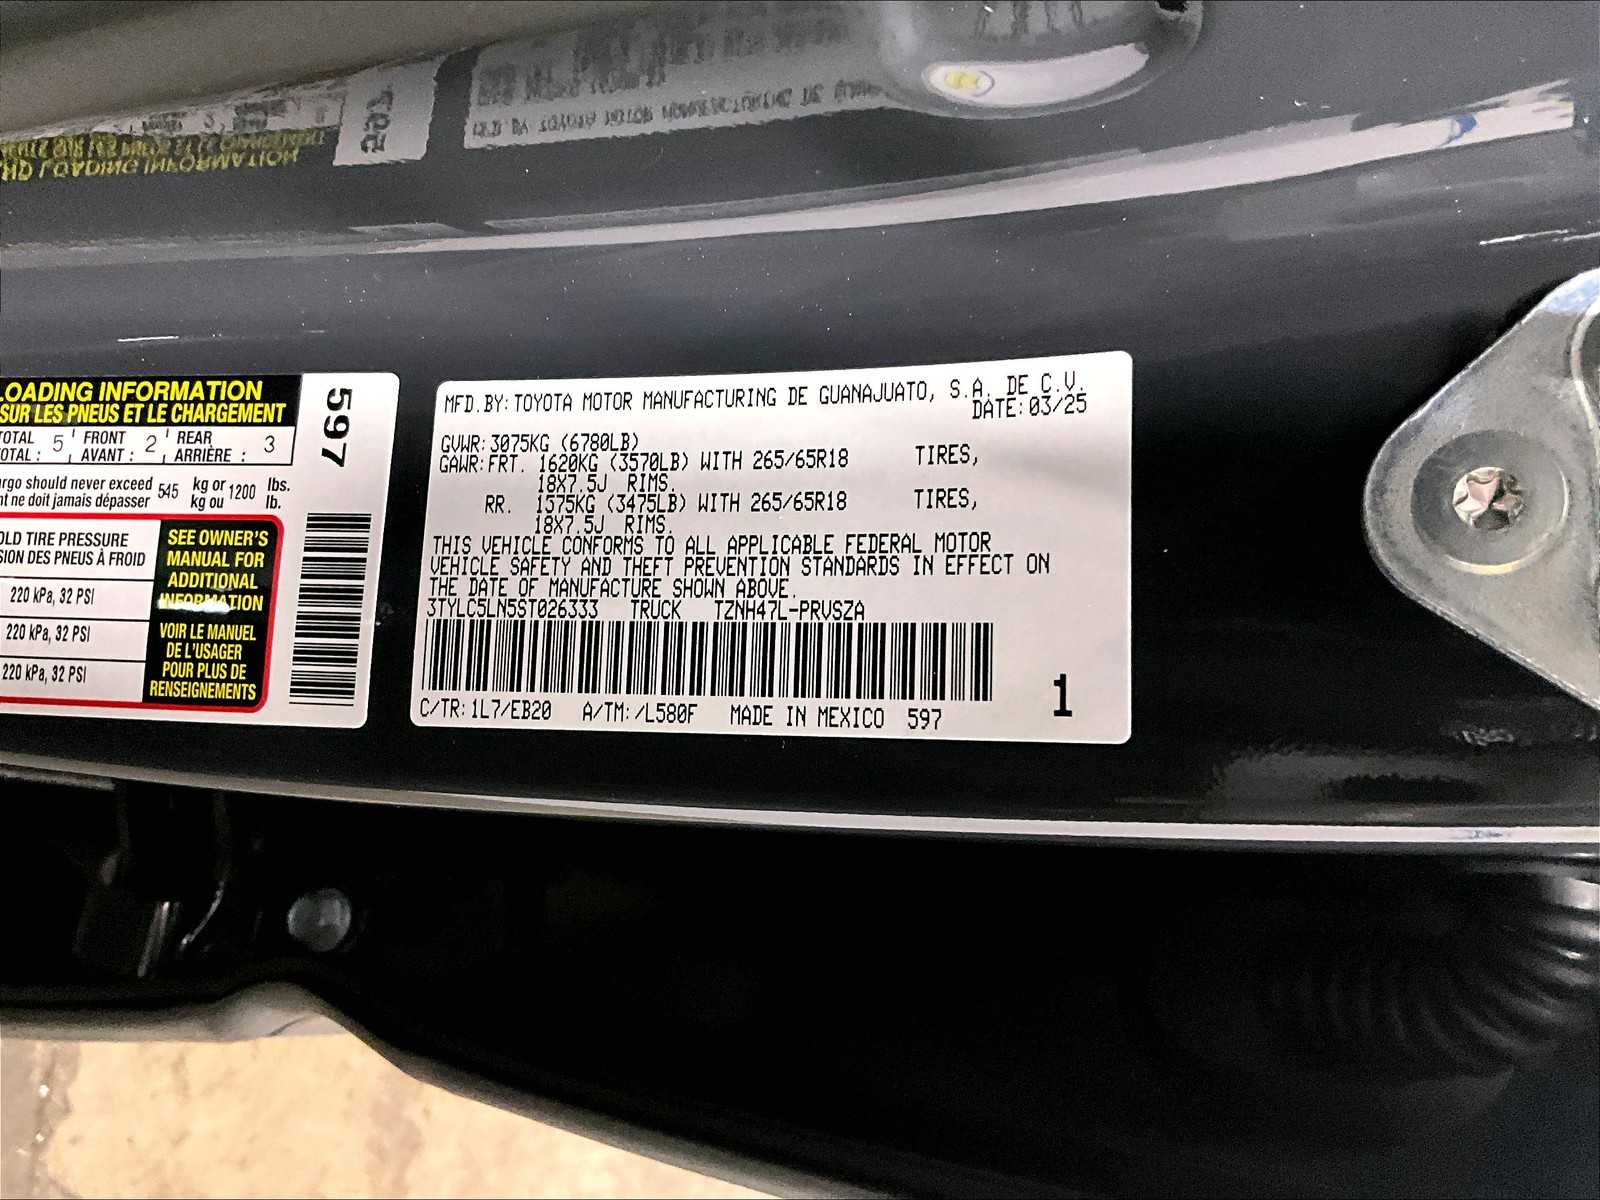 LOADING INFORMATION
SUR LES PNEUS ET LE CHARGEMENT
TOTAL 5 FRONT 2 REAR 3
TOTAL : AVANT : ARRIÈRE :
cargo should never exceed 545 kg or 1200 lbs.
nt ne doit jamais dépasser kg ou lb.
OLD TIRE PRESSURE
SION DES PNEUS À FROID
220 kPa, 32 PSI
220 kPa, 32 PSI
220 kPa, 32 PSI
SEE OWNER'S
MANUAL FOR
ADDITIONAL
INFORMATION
VOIR LE MANUEL
DE L'USAGER
POUR PLUS DE
RENSEIGNEMENTS
597
MFD.BY:TOYOTA MOTOR MANUFACTURING DE GUANAJUATO, S.A. DE C.V.
DATE:03/25
GVWR:3075KG (6780LB)
GAWR:FRT. 1620KG (3570LB) WITH 265/65R18 TIRES,
18X7.5J RIMS.
RR. 1575KG (3475LB) WITH 265/65R18 TIRES,
18X7.5J RIMS.
THIS VEHICLE CONFORMS TO ALL APPLICABLE FEDERAL MOTOR
VEHICLE SAFETY AND THEFT PREVENTION STANDARDS IN EFFECT ON
THE DATE OF MANUFACTURE SHOWN ABOVE.
3TYLC5LN5ST026333 TRUCK TZNH47L-PRVSZA
C/TR:1L7/EB20 A/TM:/L580F MADE IN MEXICO 597
1